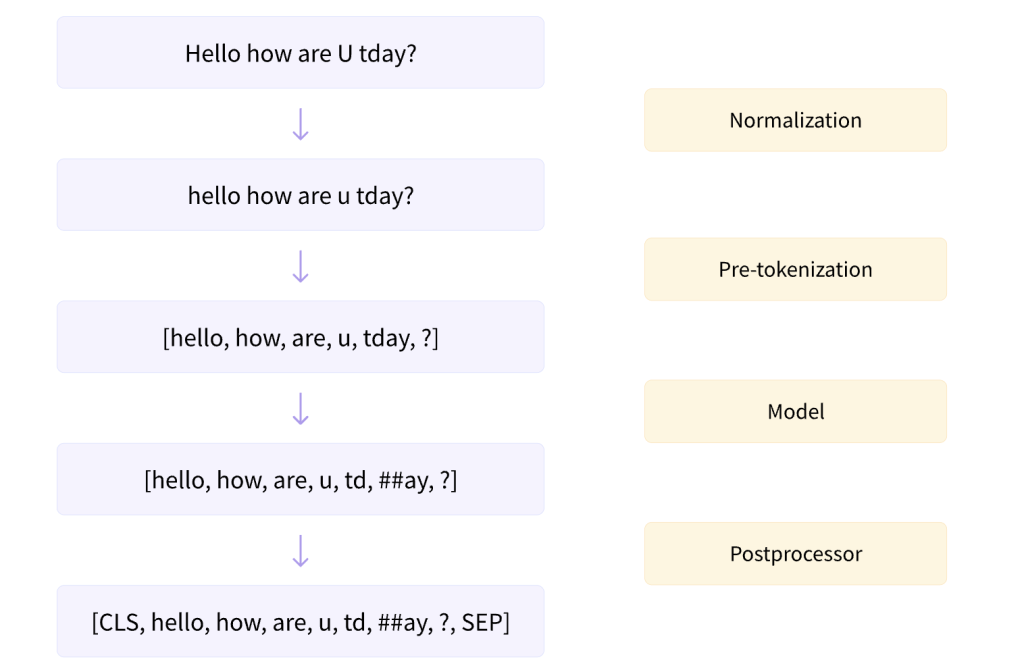 Hello how are U tday?
Normalization
hello how are u tday?
Pre-tokenization
[hello, how, are, u, tday, ?]
Model
[hello, how, are, u, td, ##ay, ?]
Postprocessor
[CLS, hello, how, are, u, td, ##ay, ?, SEP]